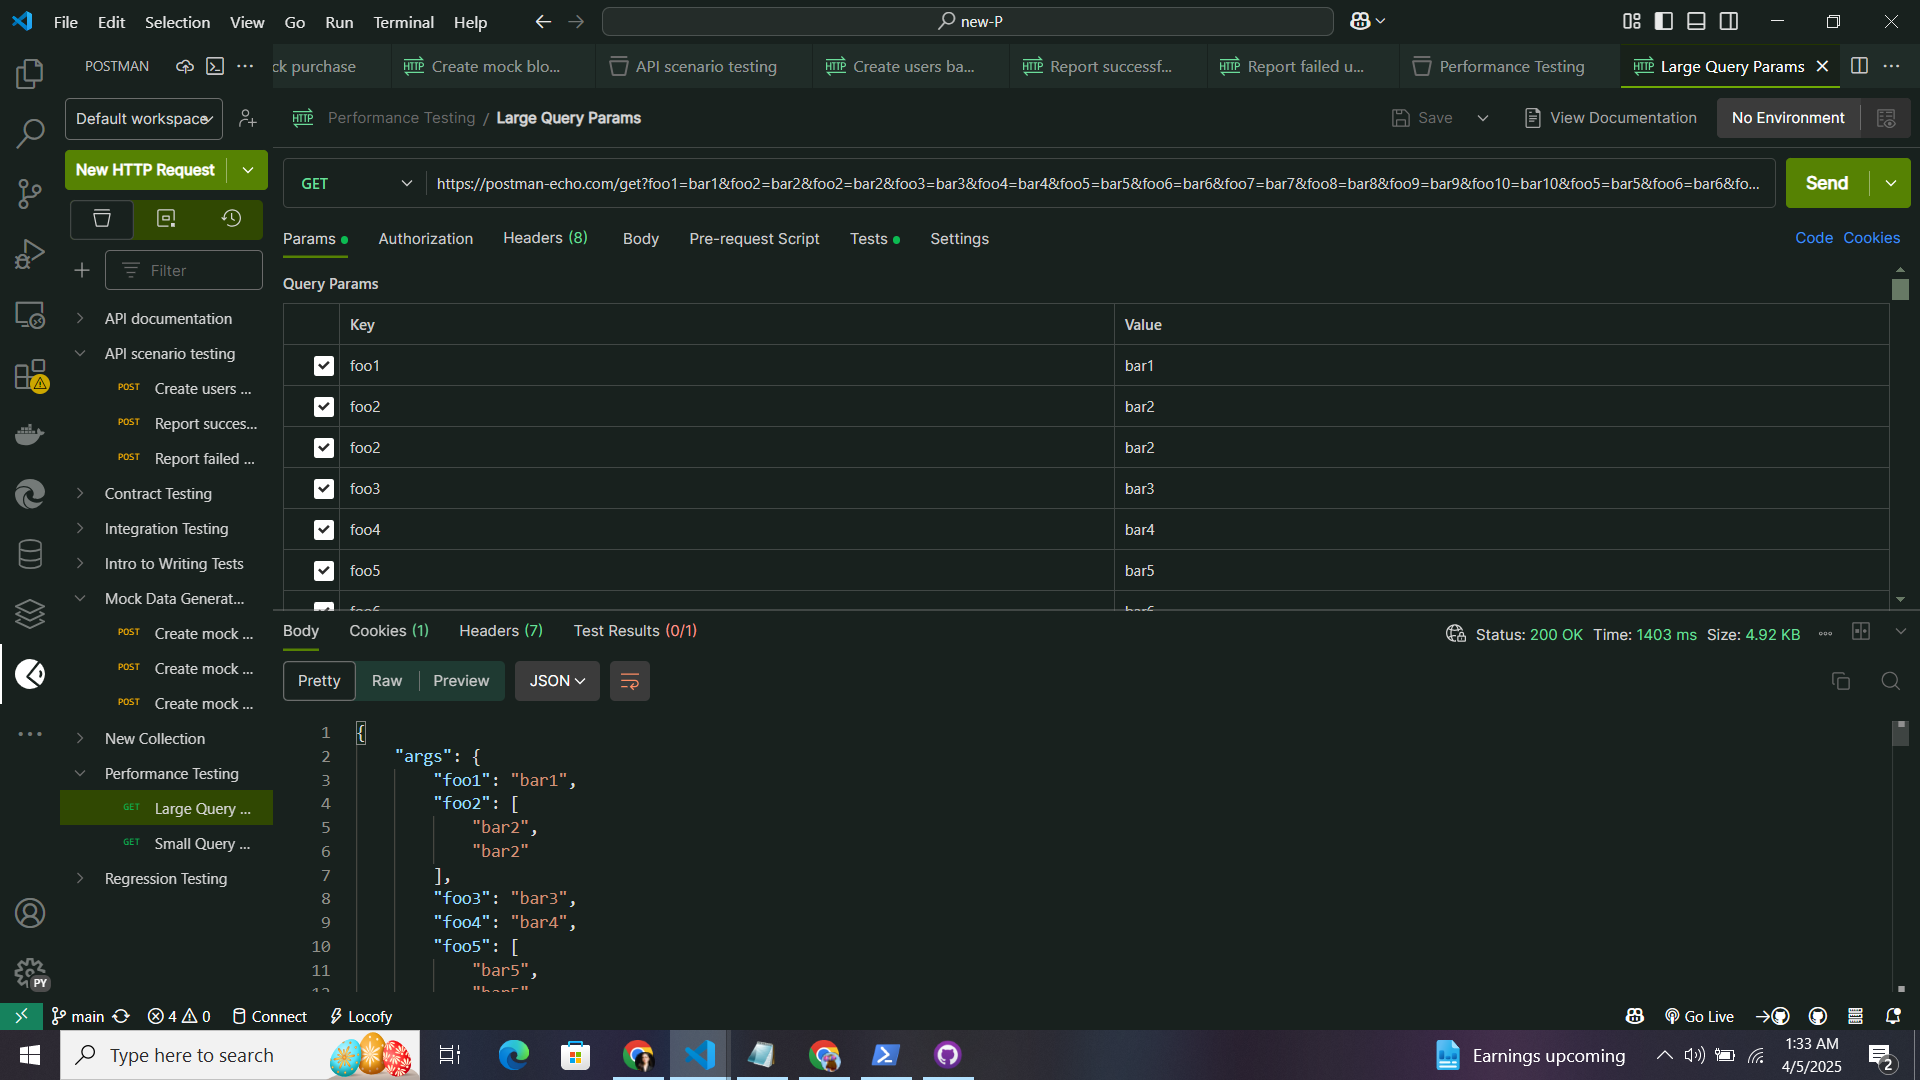 File Edit Selection View Go Run Terminal Help
new-P
POSTMAN
ck purchase
Create mock blo...
API scenario testing
Create users ba...
Report successf...
Report failed u...
Performance Testing
Large Query Params
Default workspace
Performance Testing / Large Query Params
Save
View Documentation
No Environment
New HTTP Request
GET
https://postman-echo.com/get?foo1=bar1&foo2=bar2&foo2=bar2&foo3=bar3&foo4=bar4&foo5=bar5&foo6=bar6&foo7=bar7&foo8=bar8&foo9=bar9&foo10=bar10&foo5=bar5&foo6=bar6&fo...
Send
Params Authorization Headers (8) Body Pre-request Script Tests Settings
Code Cookies
Filter
Query Params
Key Value
foo1 bar1
foo2 bar2
foo2 bar2
foo3 bar3
foo4 bar4
foo5 bar5
foo6 bar6
API documentation
API scenario testing
POST Create users ...
POST Report succes...
POST Report failed ...
Contract Testing
Integration Testing
Intro to Writing Tests
Mock Data Generat...
POST Create mock ...
POST Create mock ...
POST Create mock ...
New Collection
Performance Testing
GET Large Query ...
GET Small Query ...
Regression Testing
Body Cookies (1) Headers (7) Test Results (0/1)
Status: 200 OK Time: 1403 ms Size: 4.92 KB
Pretty Raw Preview JSON
1 {
2 "args": {
3 "foo1": "bar1",
4 "foo2": [
5 "bar2",
6 "bar2"
7 ],
8 "foo3": "bar3",
9 "foo4": "bar4",
10 "foo5": [
11 "bar5",
12 "bar5"
PY
main 4 0 Connect Locofy
Go Live
Type here to search
Earnings upcoming
1:33 AM
4/5/2025
2